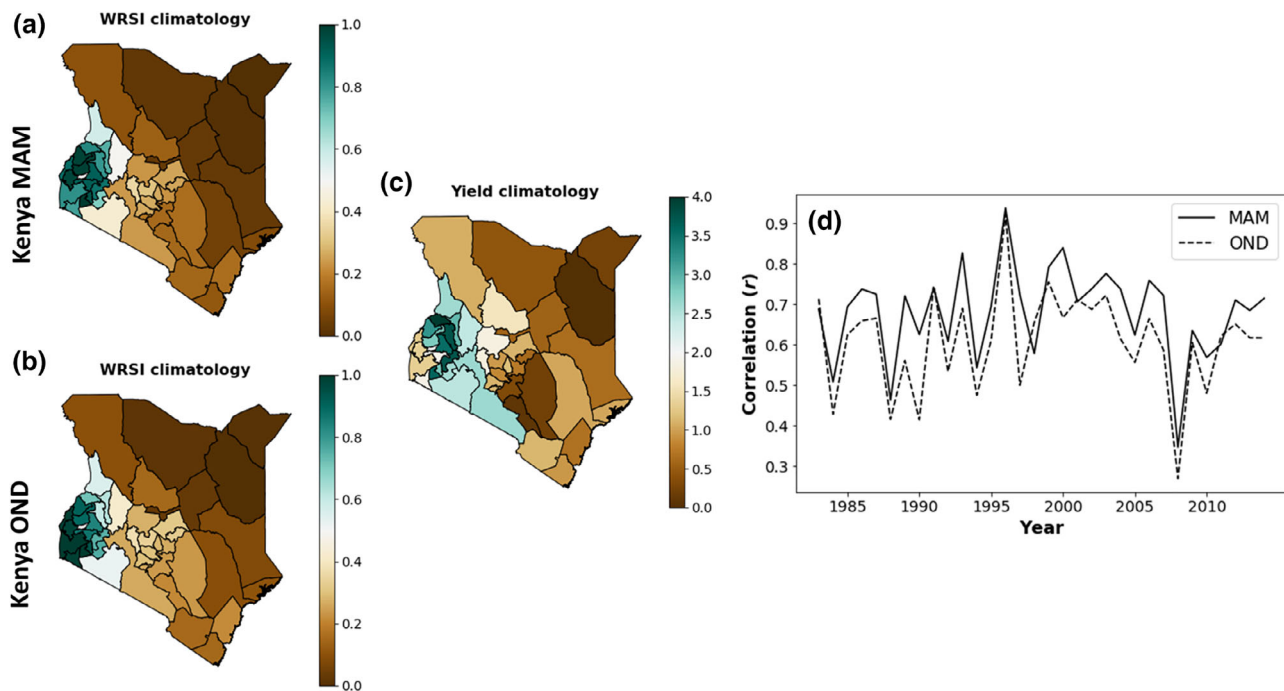 (a)
WRSI climatology
Kenya MAM
1.0
0.8
0.6
0.4
0.2
0.0
(b)
WRSI climatology
Kenya OND
1.0
0.8
0.6
0.4
0.2
0.0
(c)
Yield climatology
4.0
3.5
3.0
2.5
2.0
1.5
1.0
0.5
0.0
(d)
MAM
OND
Correlation (r)
0.9
0.8
0.7
0.6
0.5
0.4
0.3
1985 1990 1995 2000 2005 2010
Year